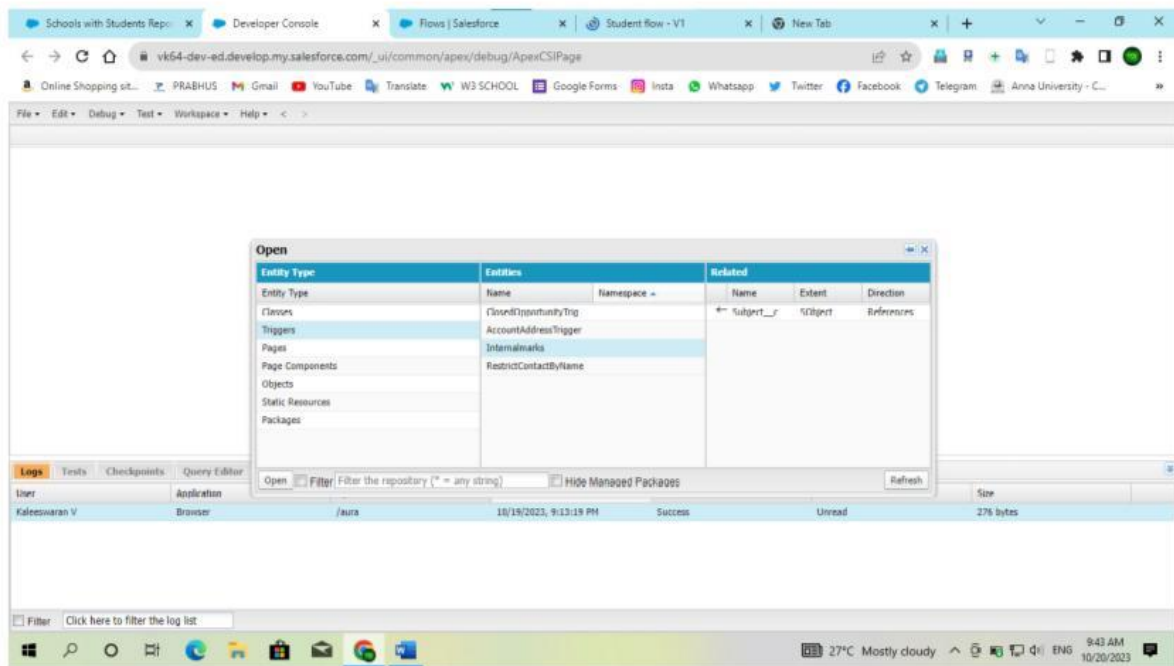 Schools with Students Repo
Developer Console
Flows | Salesforce
Student flow - V1
New Tab
vk64-dev-ed.develop.my.salesforce.com/_ui/common/apex/debug/ApexCSIPage
Online Shopping sit... PRABHUS Gmail YouTube Translate W3 SCHOOL Google Forms Insta Whatsapp Twitter Facebook Telegram Anna University - C...
File Edit Debug Test Workspace Help < >
Open
Entity Type Entities Related
Entity Type Name Namespace Name Extent Direction
Classes ClosedOpportunityTrig Subject__c SObject References
Triggers AccountAddressTrigger
Pages Internalmarks
Page Components RestrictContactByName
Objects
Static Resources
Packages
Logs Tests Checkpoints Query Editor
Open Filter Filter the repository (* = any string) Hide Managed Packages Refresh
User Application Size
Kaleeswaran V Browser /aura 10/19/2023, 9:13:19 PM Success Unread 276 bytes
Filter Click here to filter the log list
27°C Mostly cloudy ENG 9:43 AM
10/20/2023